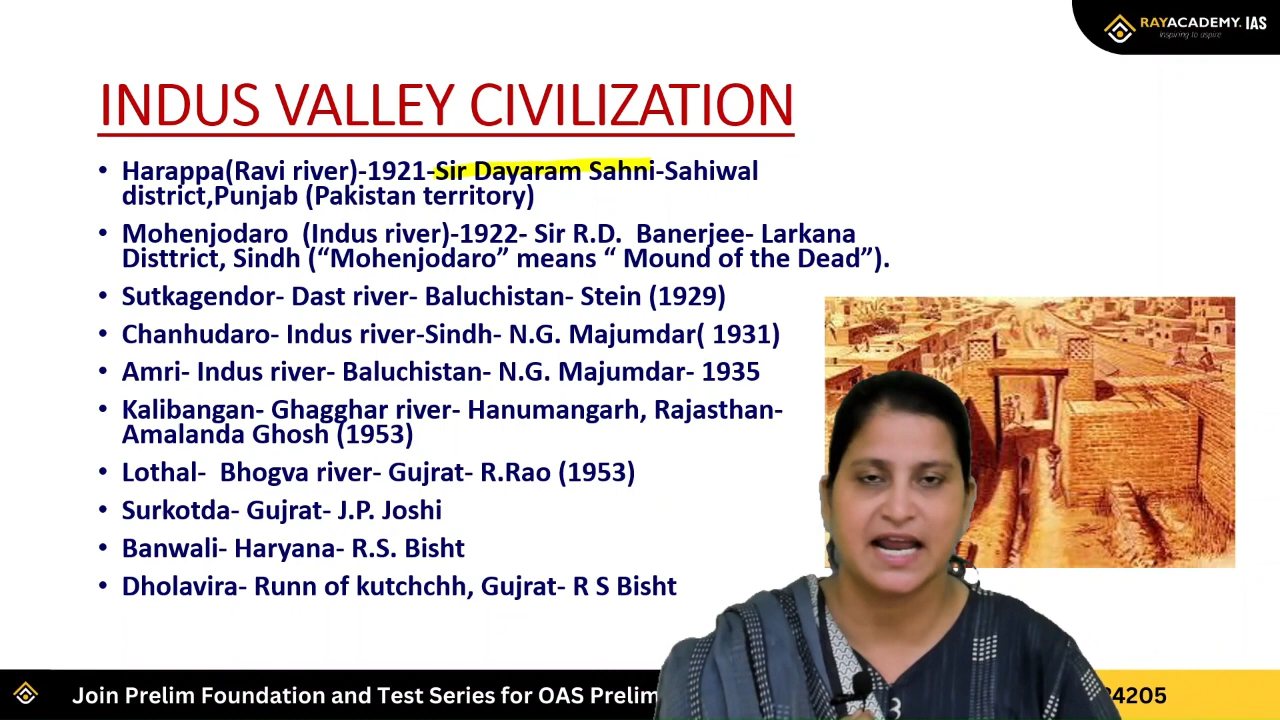 RAYACADEMY. IAS
Inspiring to aspire
INDUS VALLEY CIVILIZATION
• Harappa(Ravi river)-1921-Sir Dayaram Sahni-Sahiwal
district,Punjab (Pakistan territory)
• Mohenjodaro (Indus river)-1922- Sir R.D. Banerjee- Larkana
Disttrict, Sindh (“Mohenjodaro” means “ Mound of the Dead”).
• Sutkagendor- Dast river- Baluchistan- Stein (1929)
• Chanhudaro- Indus river-Sindh- N.G. Majumdar( 1931)
• Amri- Indus river- Baluchistan- N.G. Majumdar- 1935
• Kalibangan- Ghagghar river- Hanumangarh, Rajasthan-
Amalanda Ghosh (1953)
• Lothal- Bhogva river- Gujrat- R.Rao (1953)
• Surkotda- Gujrat- J.P. Joshi
• Banwali- Haryana- R.S. Bisht
• Dholavira- Runn of kutchchh, Gujrat- R S Bisht
Join Prelim Foundation and Test Series for OAS Prelim 4205